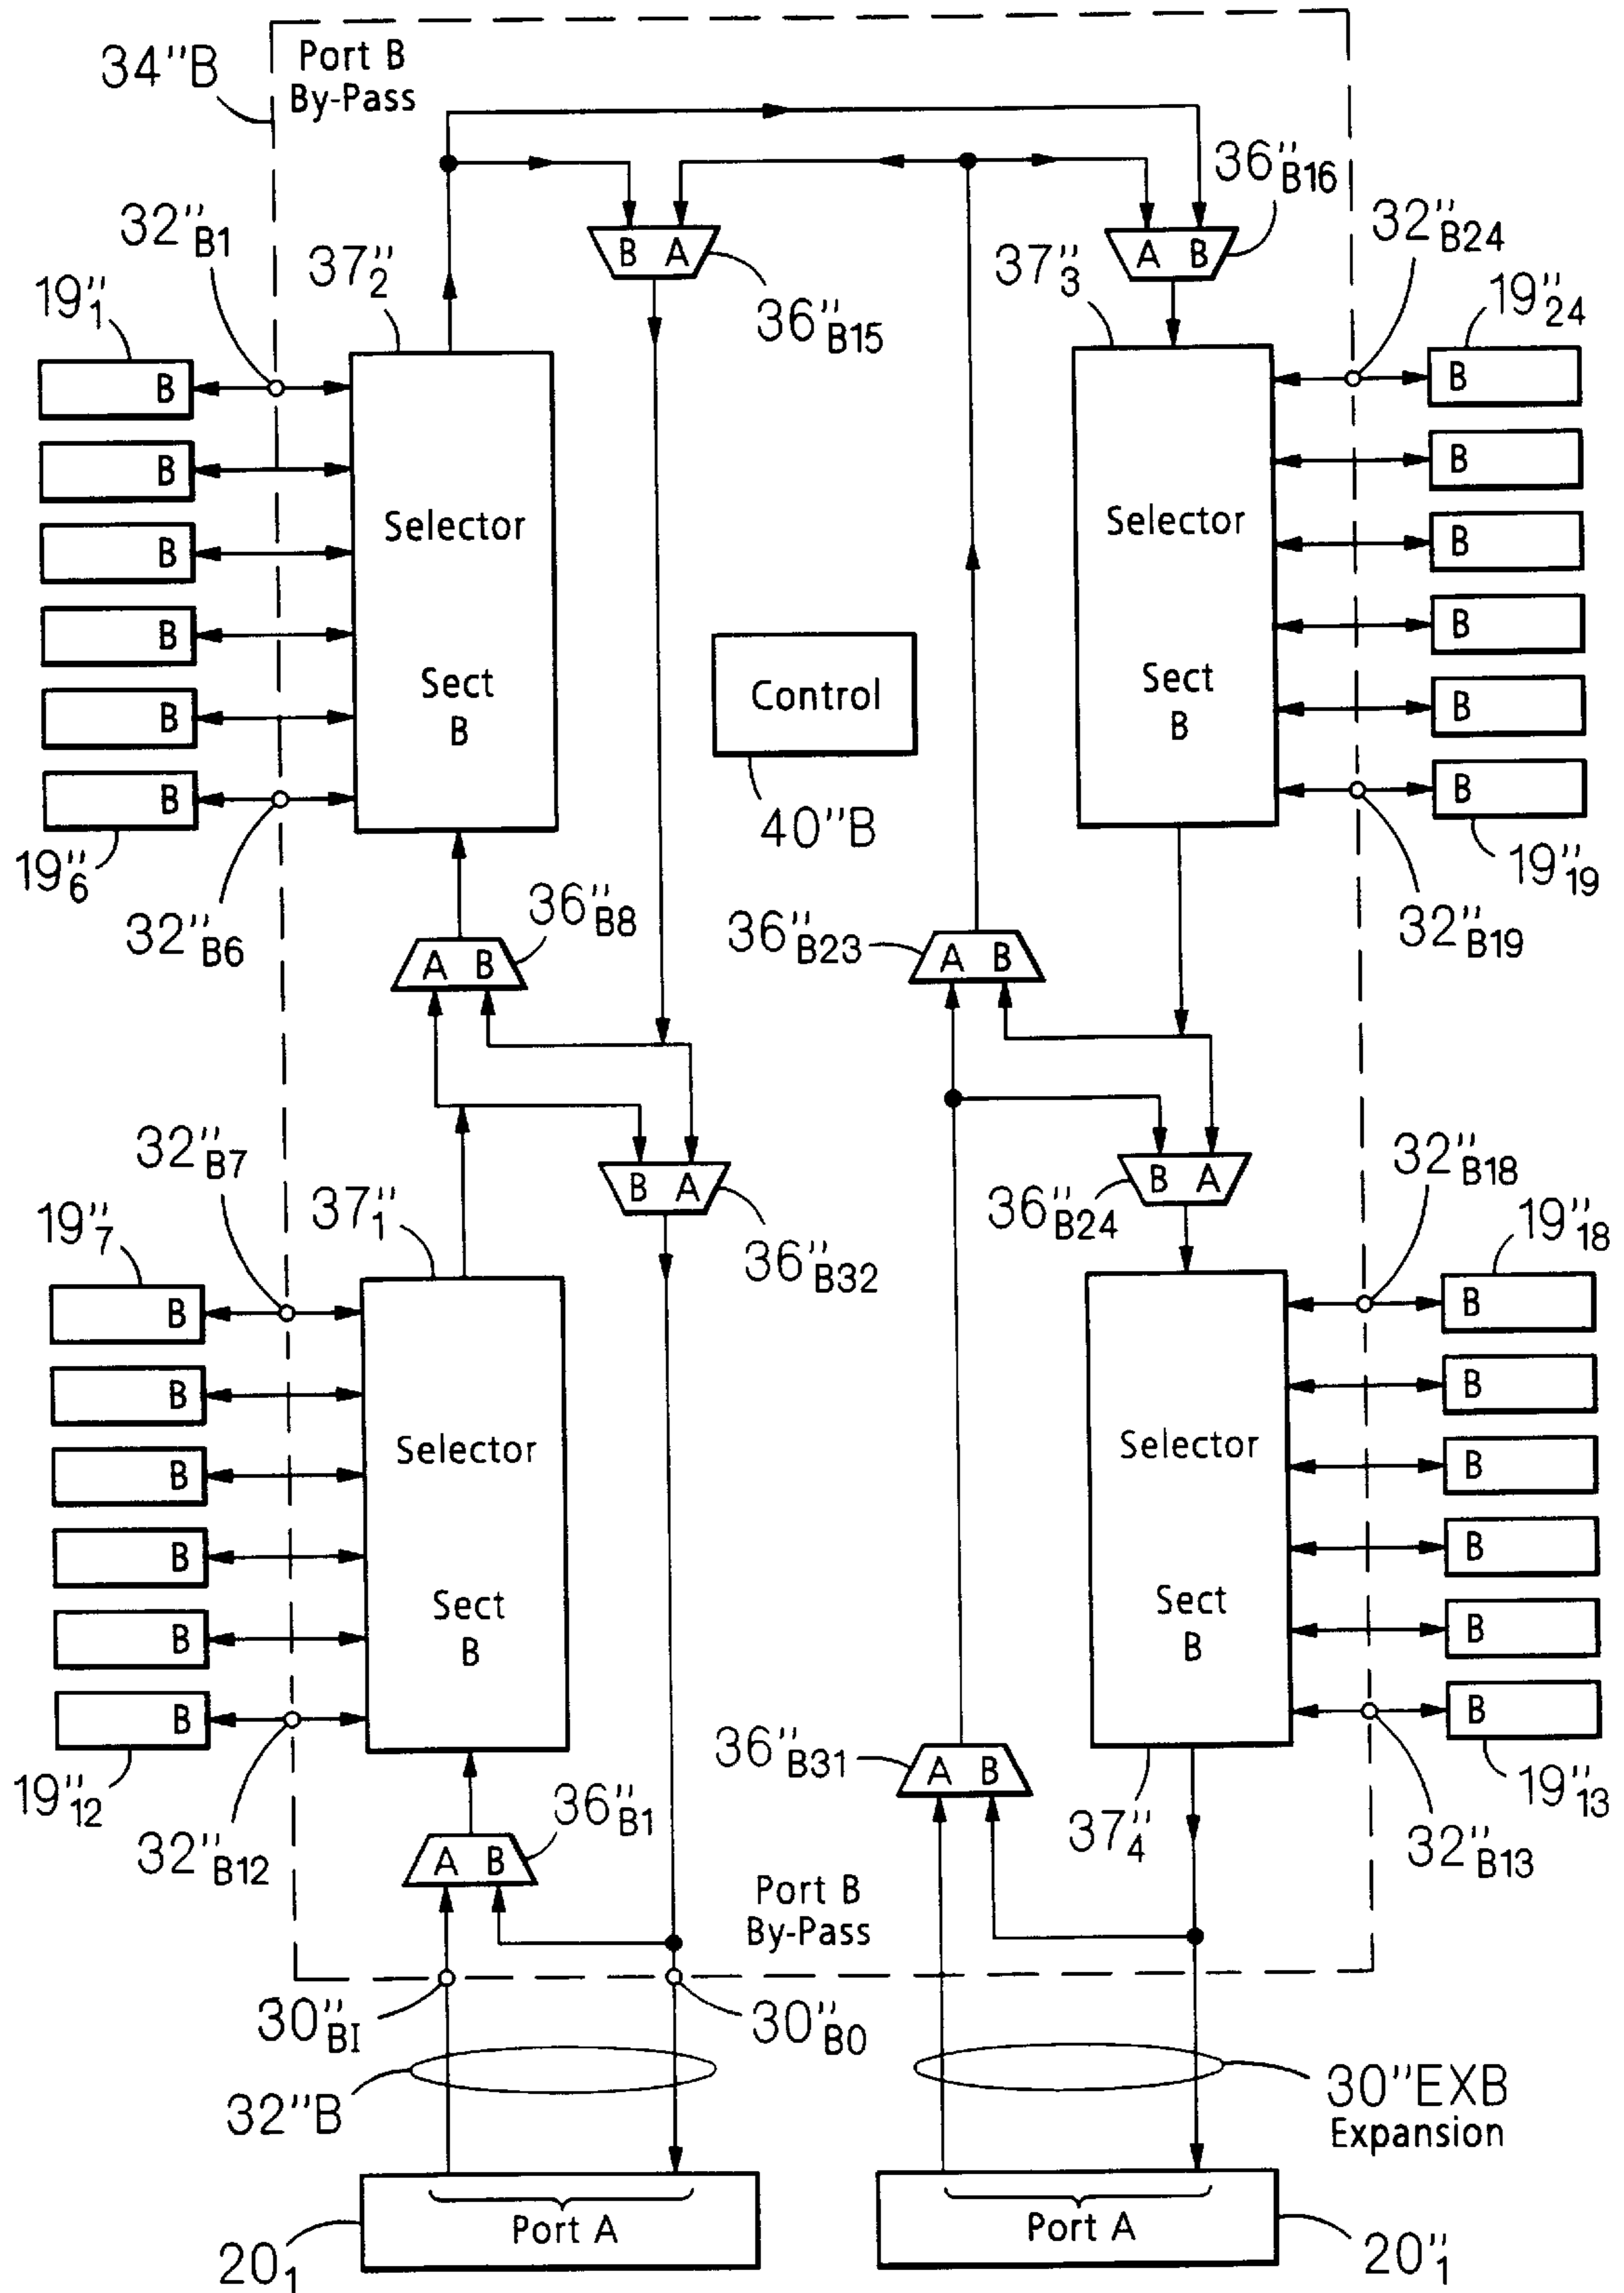 Port B
By-Pass
34"B
36"B16
32"B1
32"B24
37"2
B A
A B
37"3
19"1
36"B15
19"24
B
B
B
B
B
B
B
B
B
B
B
B
Selector
Selector
Sect
B
Control
Sect
B
40"B
19"6
19"19
32"B6
36"B8
36"B23
32"B19
A B
A B
32"B7
32"B18
B A
B A
19"7
37"1
36"B32
36"B24
19"18
B
B
B
B
B
B
B
B
B
B
B
B
Selector
Selector
Sect
B
Sect
B
36"B31
A B
19"12
36"B1
37"4
19"13
32"B12
32"B13
A B
Port B
By-Pass
30"BI
30"BO
32"B
30"EXB
Expansion
Port A
Port A
20 1
20"1